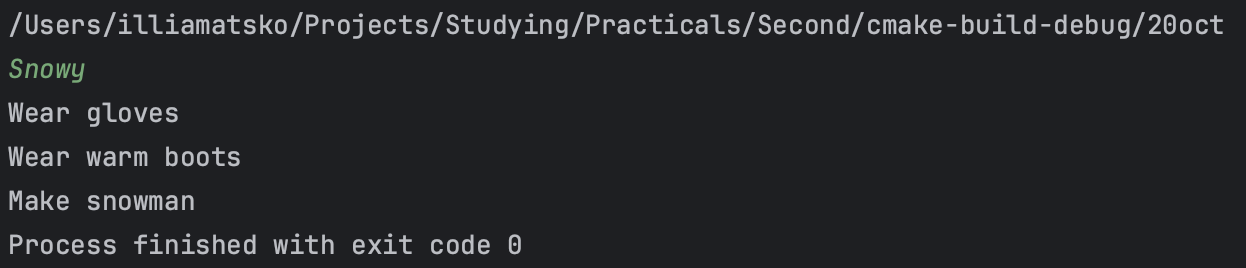 /Users/illiamatsko/Projects/Studying/Practicals/Second/cmake-build-debug/20oct
Snowy
Wear gloves
Wear warm boots
Make snowman
Process finished with exit code 0